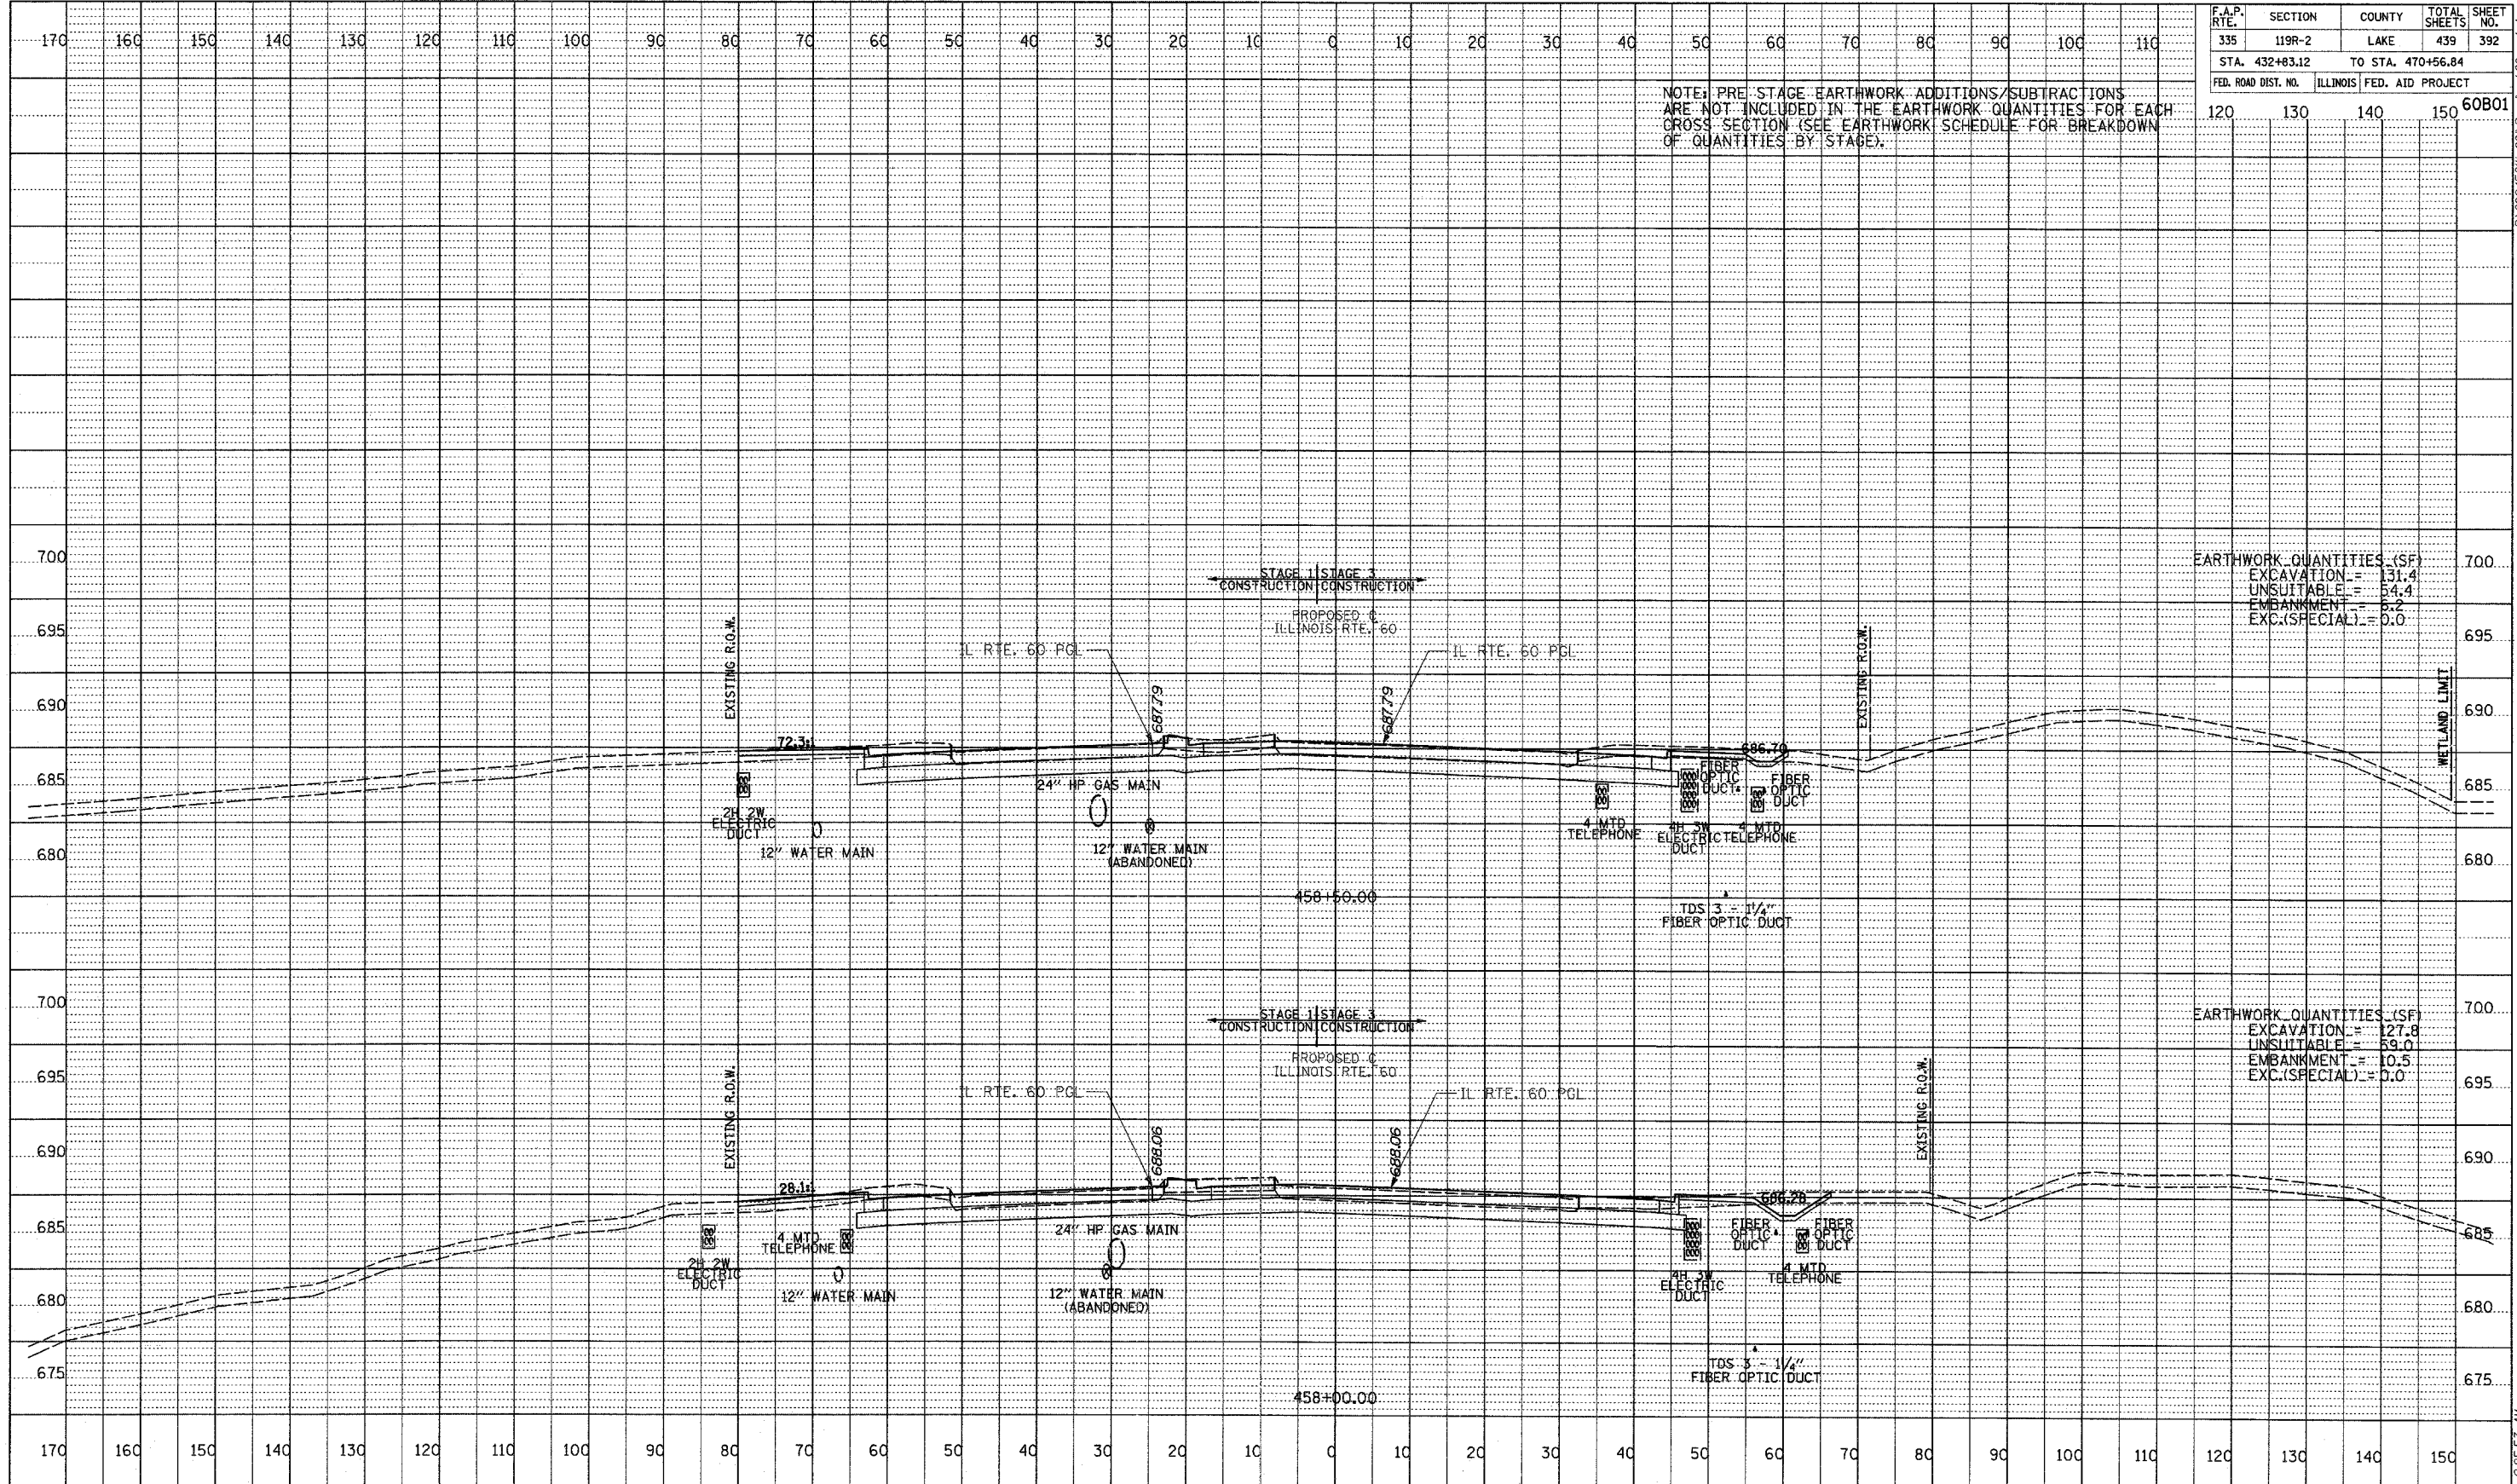 F.A.P. RTE. SECTION COUNTY TOTAL SHEETS SHEET NO.
335 119R-2 LAKE 439 392
STA. 432+83.12 TO STA. 470+56.84
FED. ROAD DIST. NO. ILLINOIS FED. AID PROJECT
60B01
170 160 150 140 130 120 110 100 90 80 70 60 50 40 30 20 10 0 10 20 30 40 50 60 70 80 90 100 110 120 130 140 150
NOTE: PRE STAGE EARTHWORK ADDITIONS/SUBTRACTIONS
ARE NOT INCLUDED IN THE EARTHWORK QUANTITIES FOR EACH
CROSS SECTION (SEE EARTHWORK SCHEDULE FOR BREAKDOWN
OF QUANTITIES BY STAGE).
700 700
695 695
690 690
685 685
680 680
EARTHWORK QUANTITIES (SF)
EXCAVATION = 131.4
UNSUITABLE = 54.4
EMBANKMENT = 6.2
EXC.(SPECIAL) = 0.0
STAGE 1 STAGE 3
CONSTRUCTION CONSTRUCTION
PROPOSED ℄
ILLINOIS RTE. 60
IL RTE. 60 PGL
IL RTE. 60 PGL
EXISTING R.O.W.
687.79
687.79
EXISTING R.O.W.
WETLAND LIMIT
72.3:1
686.70
2H 2W
ELECTRIC
DUCT
12" WATER MAIN
24" HP GAS MAIN
12" WATER MAIN
(ABANDONED)
4 MTD
TELEPHONE
4H 3W
ELECTRIC
DUCT
FIBER
OPTIC
DUCT
4 MTD
TELEPHONE
FIBER
OPTIC
DUCT
TDS 3 - 1 1/4"
FIBER OPTIC DUCT
458+50.00
700 700
695 695
690 690
685 685
680 680
675 675
EARTHWORK QUANTITIES (SF)
EXCAVATION = 127.8
UNSUITABLE = 59.0
EMBANKMENT = 10.5
EXC.(SPECIAL) = 0.0
STAGE 1 STAGE 3
CONSTRUCTION CONSTRUCTION
PROPOSED ℄
ILLINOIS RTE. 60
IL RTE. 60 PGL
IL RTE. 60 PGL
EXISTING R.O.W.
688.06
688.06
EXISTING R.O.W.
28.1:1
686.28
2H 2W
ELECTRIC
DUCT
4 MTD
TELEPHONE
12" WATER MAIN
24" HP GAS MAIN
12" WATER MAIN
(ABANDONED)
4H 3W
ELECTRIC
DUCT
FIBER
OPTIC
DUCT
FIBER
OPTIC
DUCT
4 MTD
TELEPHONE
TDS 3 - 1 1/4"
FIBER OPTIC DUCT
458+00.00
170 160 150 140 130 120 110 100 90 80 70 60 50 40 30 20 10 0 10 20 30 40 50 60 70 80 90 100 110 120 130 140 150